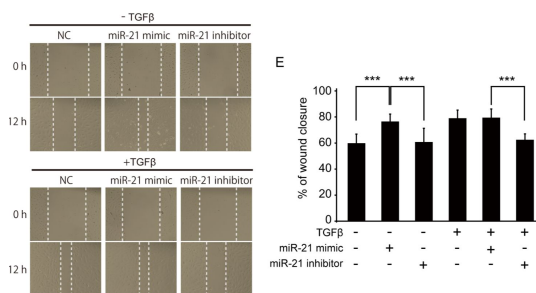 - TGFβ
NC miR-21 mimic miR-21 inhibitor
0 h
12 h
+TGFβ
NC miR-21 mimic miR-21 inhibitor
0 h
12 h
E
*** *** ***
% of wound closure
100
80
60
40
20
0
TGFβ - - - + + +
miR-21 mimic - + - - + -
miR-21 inhibitor - - + - - +